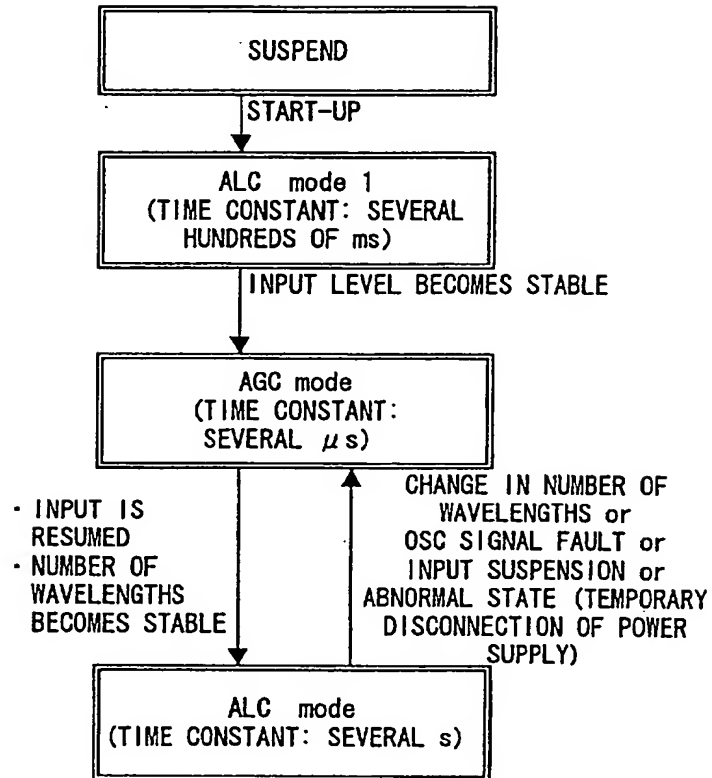 SUSPEND
START-UP
ALC mode 1
(TIME CONSTANT: SEVERAL
HUNDREDS OF ms)
INPUT LEVEL BECOMES STABLE
AGC mode
(TIME CONSTANT:
SEVERAL μs)
・INPUT IS
RESUMED
・NUMBER OF
WAVELENGTHS
BECOMES STABLE
CHANGE IN NUMBER OF
WAVELENGTHS or
OSC SIGNAL FAULT or
INPUT SUSPENSION or
ABNORMAL STATE (TEMPORARY
DISCONNECTION OF POWER
SUPPLY)
ALC mode
(TIME CONSTANT: SEVERAL s)